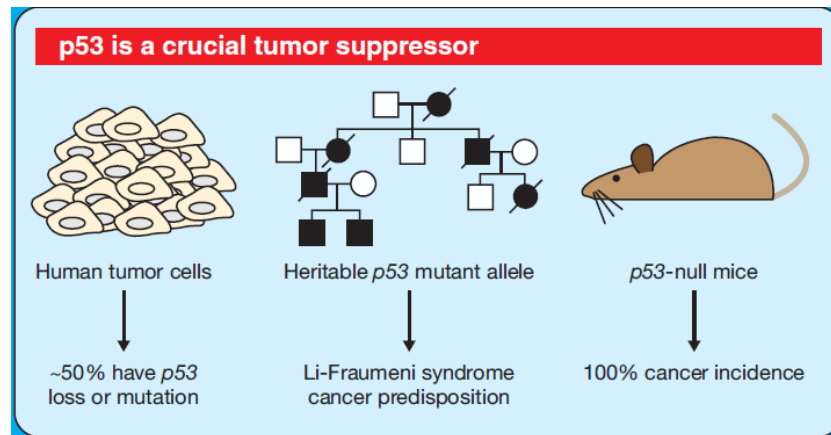 p53 is a crucial tumor suppressor
Human tumor cells
~50% have p53
loss or mutation
Heritable p53 mutant allele
Li-Fraumeni syndrome
cancer predisposition
p53-null mice
100% cancer incidence